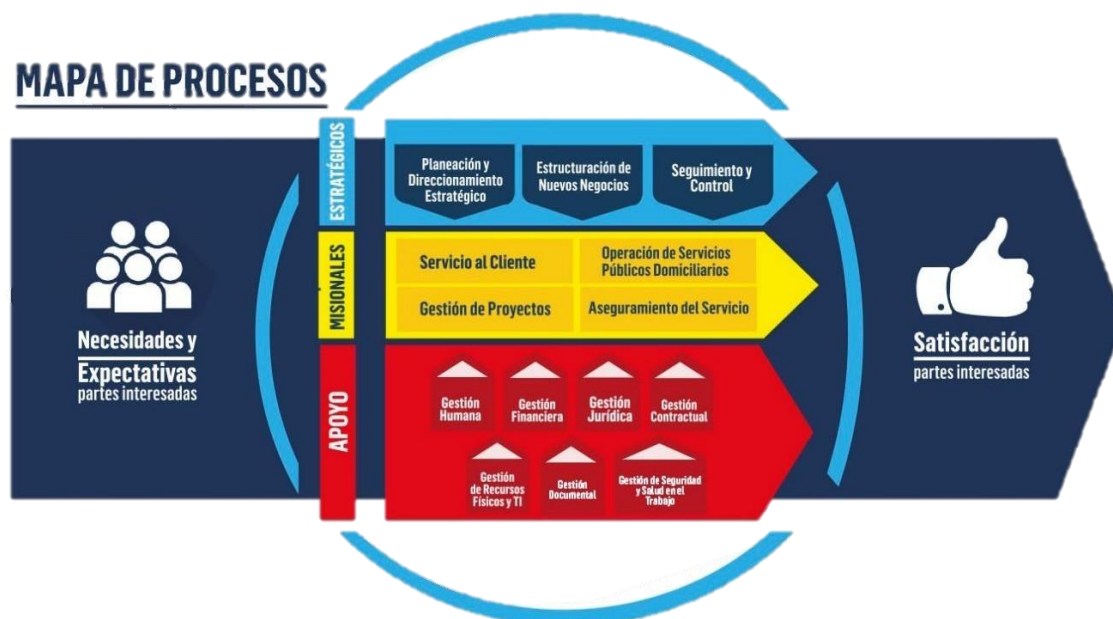 MAPA DE PROCESOS
Necesidades y
Expectativas
partes interesadas
ESTRATÉGICOS
Planeación y
Direccionamiento
Estratégico
Estructuración de
Nuevos Negocios
Seguimiento y
Control
MISIONALES
Servicio al Cliente
Operación de Servicios
Públicos Domiciliarios
Gestión de Proyectos
Aseguramiento del Servicio
APOYO
Gestión
Humana
Gestión
Financiera
Gestión
Jurídica
Gestión
Contractual
Gestión
de Recursos
Físicos y TI
Gestión
Documental
Gestión de Seguridad
y Salud en el
Trabajo
Satisfacción
partes interesadas